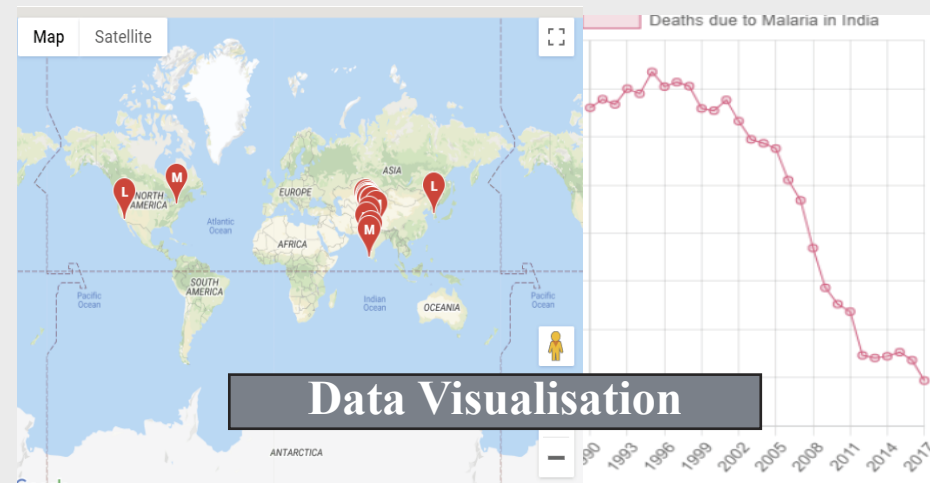 Map
Satellite
Deaths due to Malaria in India
M
L
NORTH
AMERICA
Atlantic
Ocean
EUROPE
ASIA
L
M
AFRICA
SOUTH
AMERICA
Pacific
Ocean
Indian
Ocean
OCEANIA
Pacific
Ocean
Data Visualisation
ANTARCTICA
1993
1996
1999
2002
2005
2008
2011
2014
2017